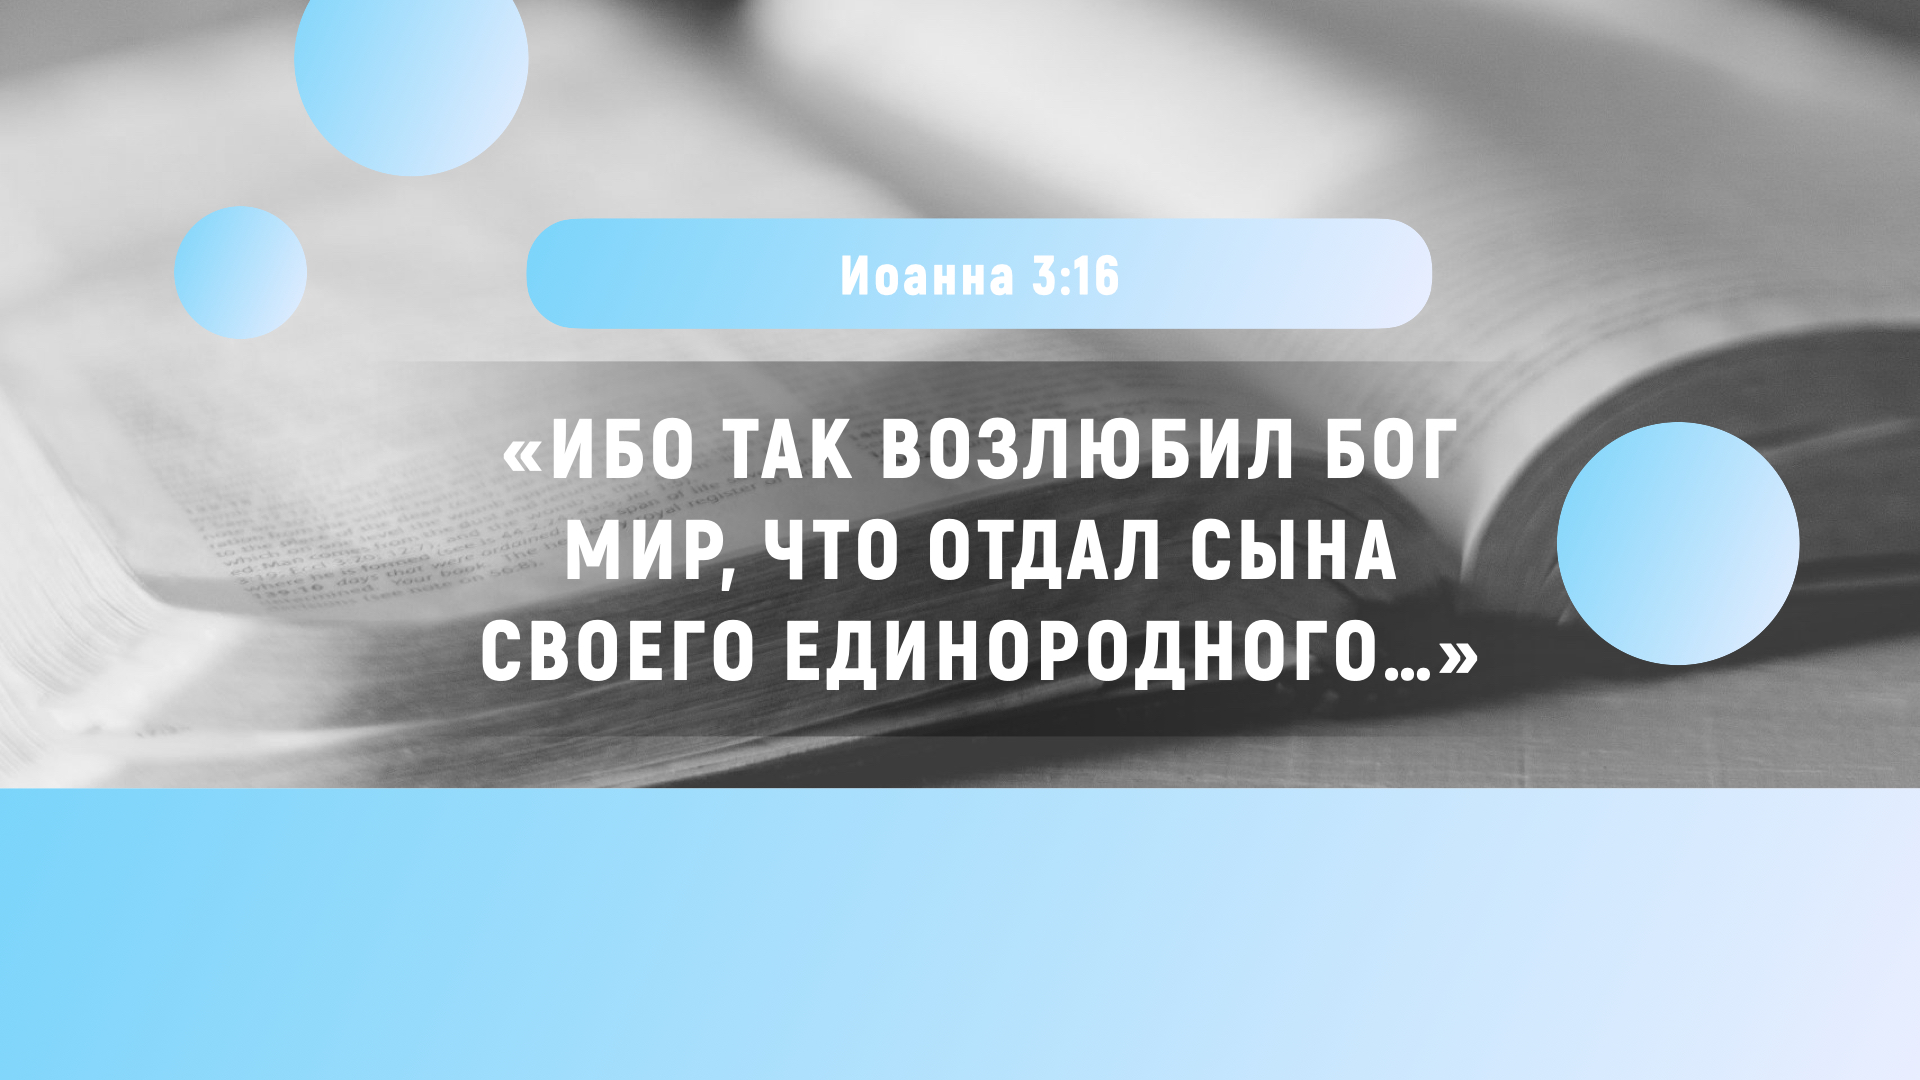 Иоанна 3:16
«ИБО ТАК ВОЗЛЮБИЛ БОГ
МИР, ЧТО ОТДАЛ СЫНА
СВОЕГО ЕДИНОРОДНОГО...»